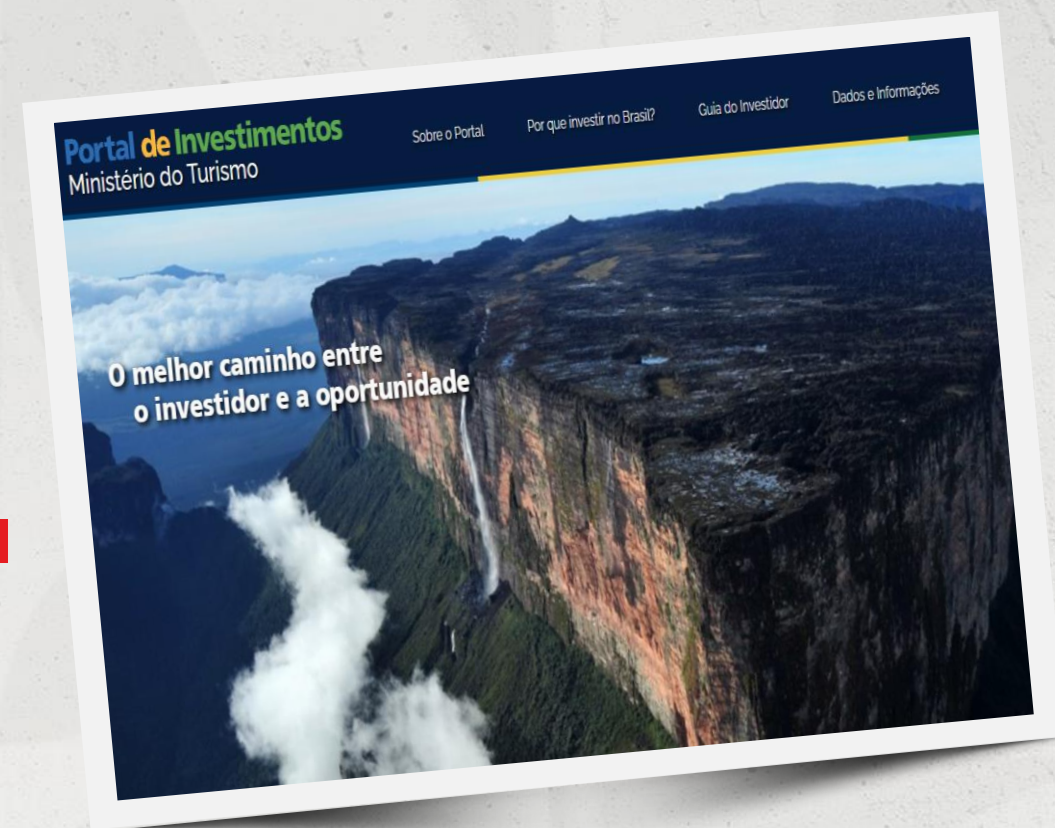 Portal de Investimentos
Ministério do Turismo
Sobre o Portal
Por que investir no Brasil?
Guia do Investidor
Dados e Informações
O melhor caminho entre
o investidor e a oportunidade